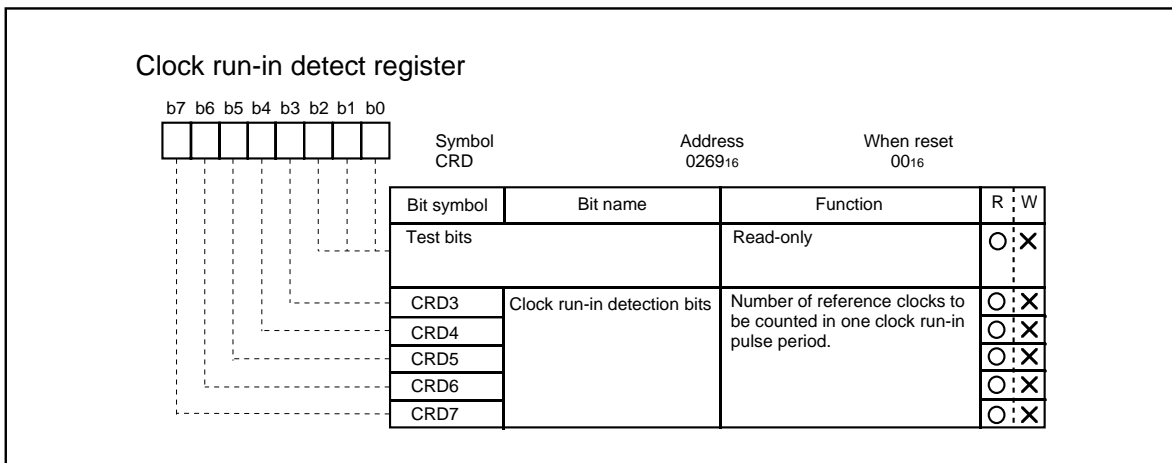 Clock run-in detect register
b7 b6 b5 b4 b3 b2 b1 b0
Symbol Address When reset
CRD 026916 0016
Bit symbol Bit name Function R W
Test bits Read-only O X
CRD3 Clock run-in detection bits Number of reference clocks to O X
CRD4 be counted in one clock run-in O X
pulse period.
CRD5 O X
CRD6 O X
CRD7 O X